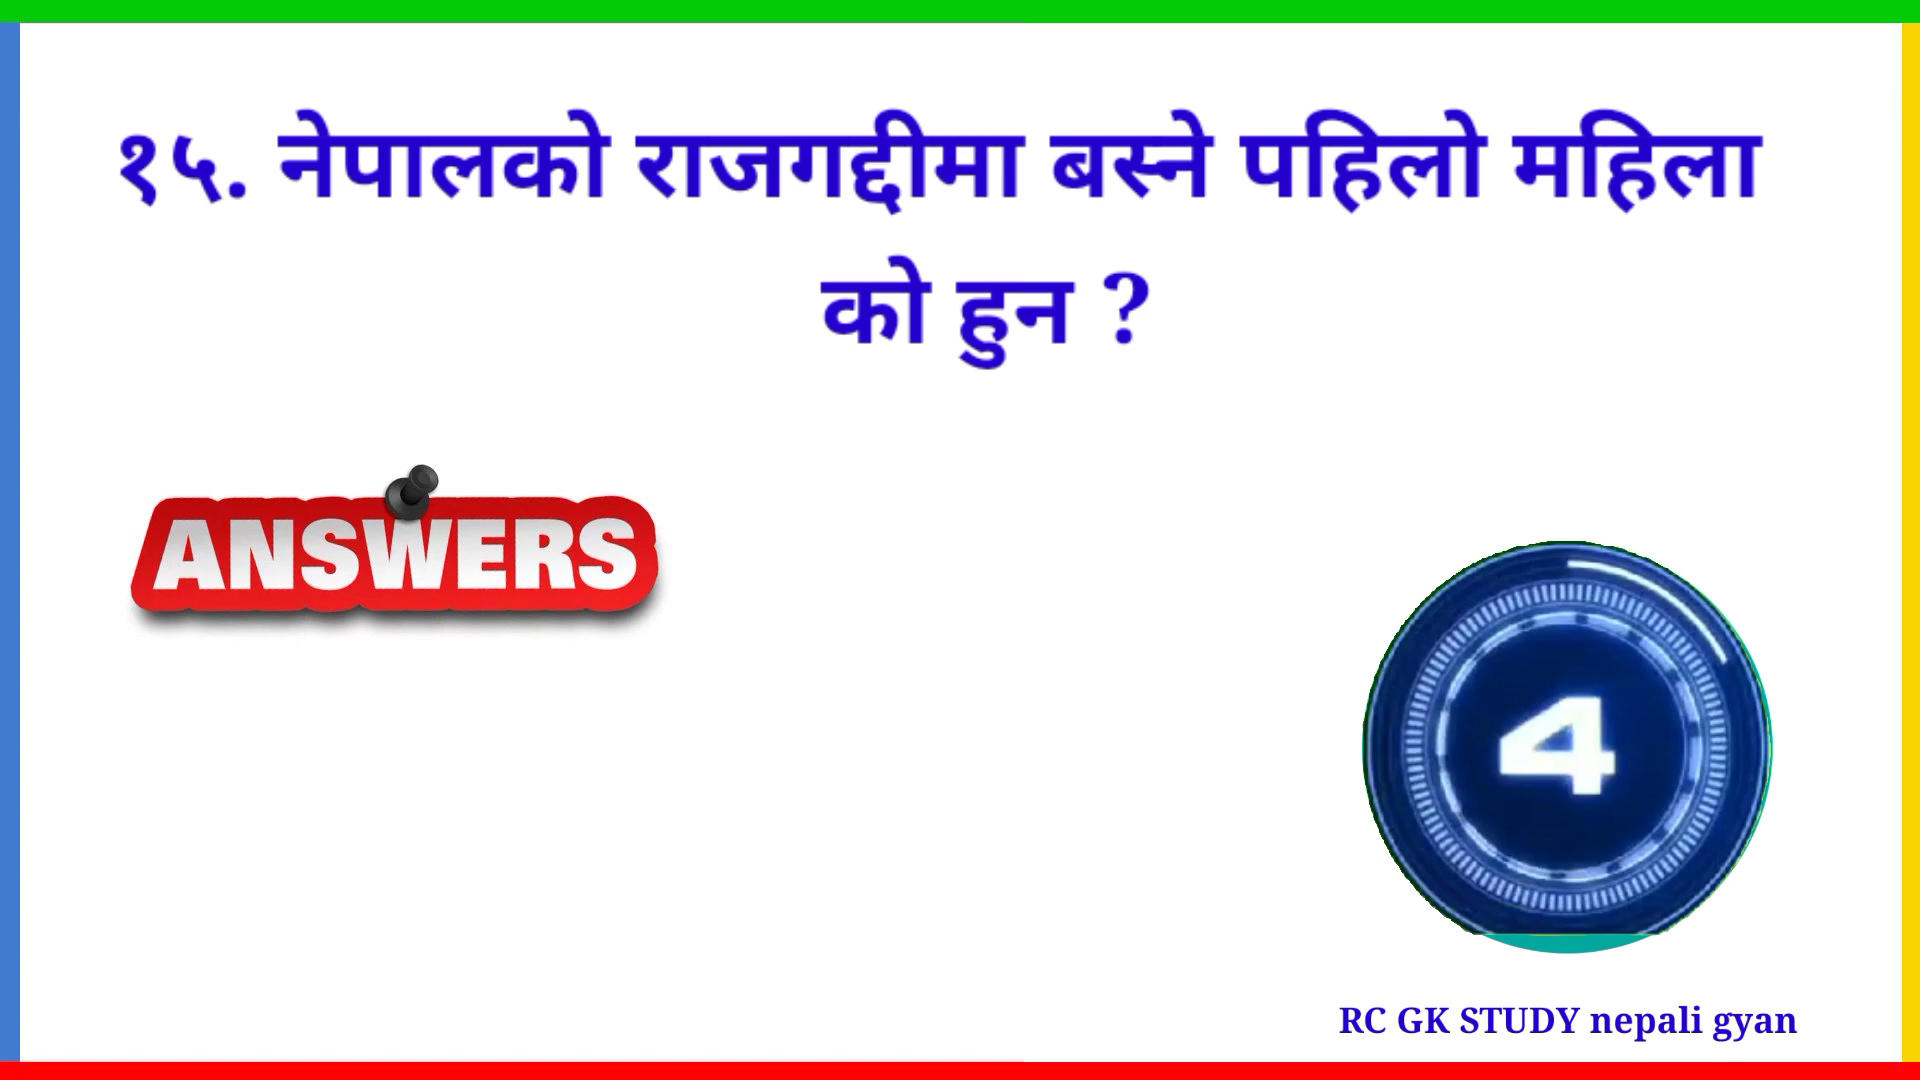 १५. नेपालको राजगद्दीमा बस्ने पहिलो महिला
को हुन ?
ANSWERS
4
RC GK STUDY nepali gyan